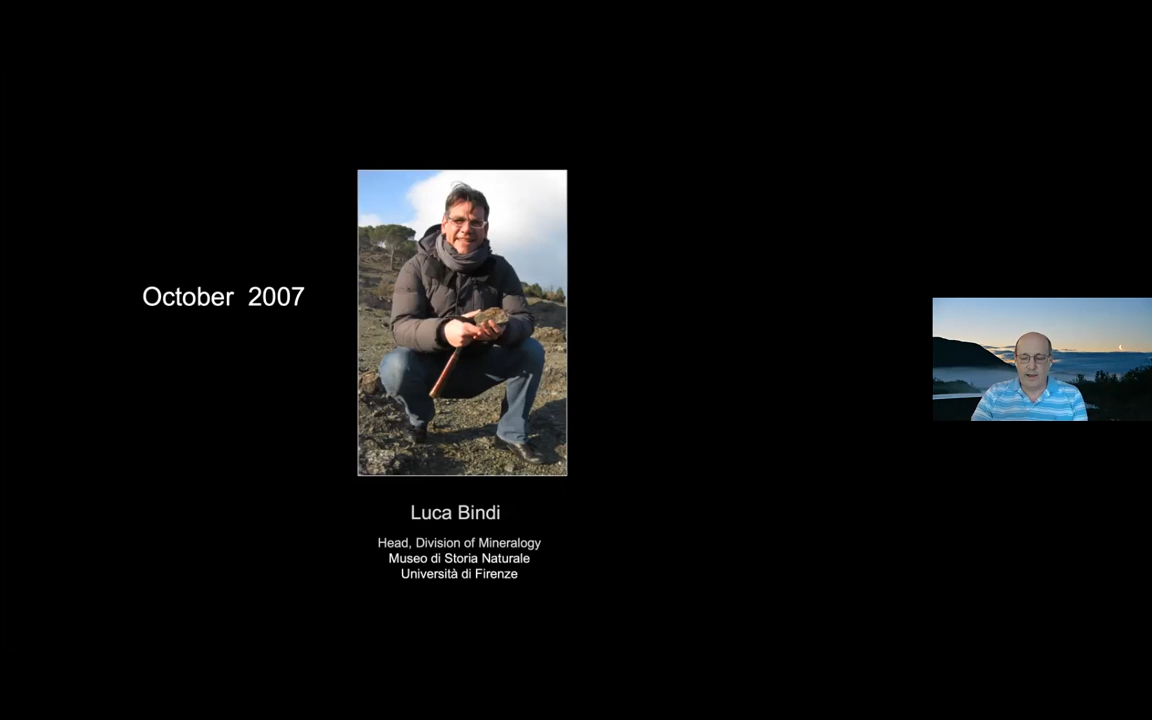 October 2007
Luca Bindi
Head, Division of Mineralogy
Museo di Storia Naturale
Università di Firenze